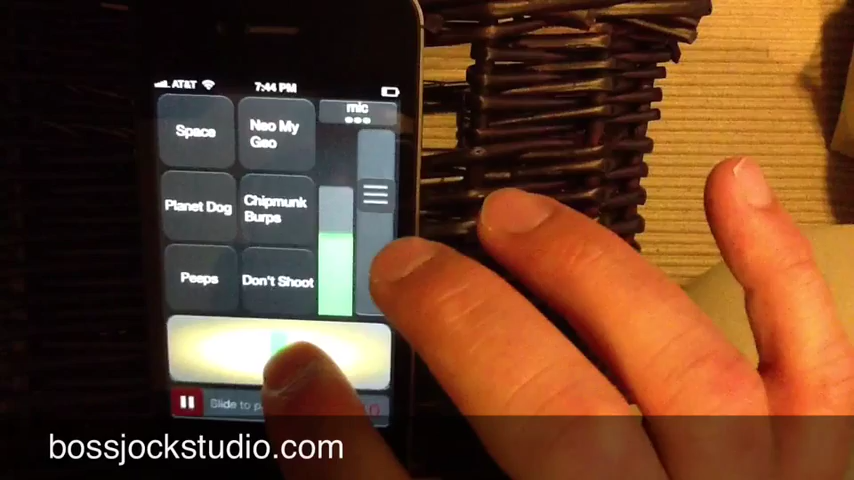 AT&T 7:44 PM
mic
Space
Neo My
Geo
Planet Dog
Chipmunk
Burps
Peeps
Don't Shoot
Slide to
bossjockstudio.com